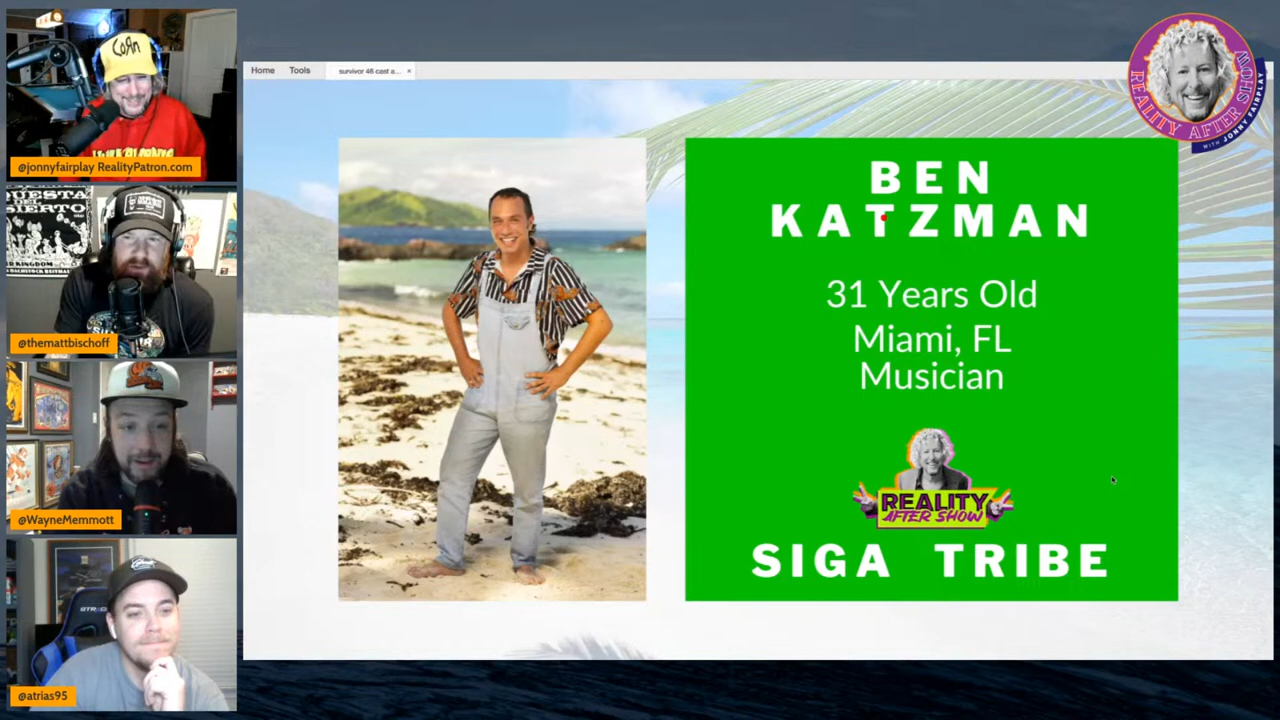 Home Tools survivor 46 cast a... ×
CORN
@jonnyfairplay RealityPatron.com
@themattbischoff
@WayneMemmott
@atrias95
BEN
KATZMAN
31 Years Old
Miami, FL
Musician
REALITY
AFTER SHOW
SIGA TRIBE
REALITY AFTER SHOW
WITH JONNY FAIRPLAY